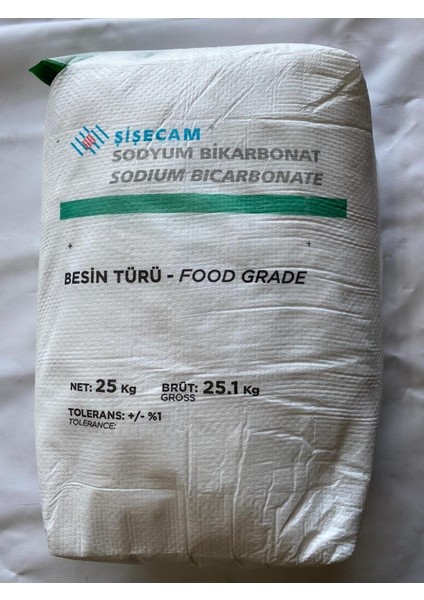 ŞİŞECAM
SODYUM BİKARBONAT
SODIUM BICARBONATE
BESİN TÜRÜ - FOOD GRADE
NET: 25 Kg BRÜT: 25.1 Kg
GROSS
TOLERANS: +/- %1
TOLERANCE: